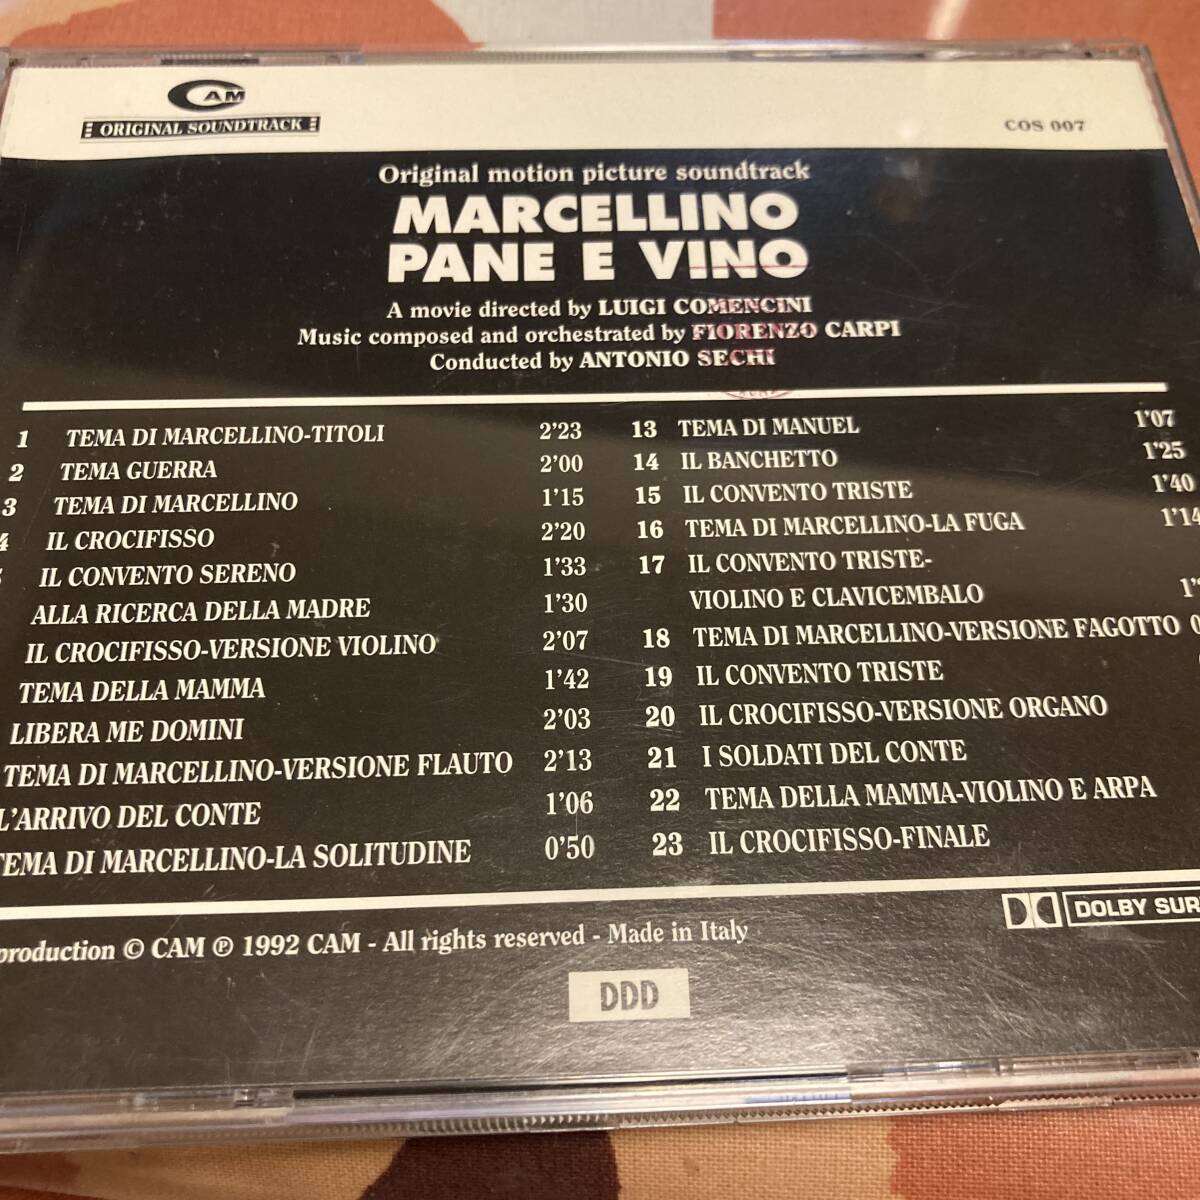 CAM
ORIGINAL SOUNDTRACK
COS 007
Original motion picture soundtrack
MARCELLINO
PANE E VINO
A movie directed by LUIGI COMENCINI
Music composed and orchestrated by FIORENZO CARPI
Conducted by ANTONIO SECHI
1 TEMA DI MARCELLINO-TITOLI 2'23
2 TEMA GUERRA 2'00
3 TEMA DI MARCELLINO 1'15
4 IL CROCIFISSO 2'20
IL CONVENTO SERENO 1'33
ALLA RICERCA DELLA MADRE 1'30
IL CROCIFISSO-VERSIONE VIOLINO 2'07
TEMA DELLA MAMMA 1'42
LIBERA ME DOMINI 2'03
TEMA DI MARCELLINO-VERSIONE FLAUTO 2'13
L'ARRIVO DEL CONTE 1'06
TEMA DI MARCELLINO-LA SOLITUDINE 0'50
13 TEMA DI MANUEL 1'07
14 IL BANCHETTO 1'25
15 IL CONVENTO TRISTE 1'40
16 TEMA DI MARCELLINO-LA FUGA 1'14
17 IL CONVENTO TRISTE-
VIOLINO E CLAVICEMBALO
18 TEMA DI MARCELLINO-VERSIONE FAGOTTO
19 IL CONVENTO TRISTE
20 IL CROCIFISSO-VERSIONE ORGANO
21 I SOLDATI DEL CONTE
22 TEMA DELLA MAMMA-VIOLINO E ARPA
23 IL CROCIFISSO-FINALE
production © CAM ℗ 1992 CAM - All rights reserved - Made in Italy
DOLBY SUR
DDD